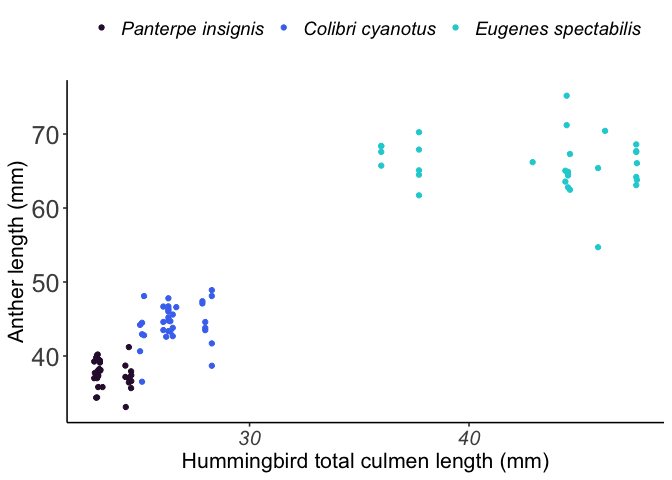 Panterpe insignis Colibri cyanotus Eugenes spectabilis
Anther length (mm)
70
60
50
40
30 40
Hummingbird total culmen length (mm)